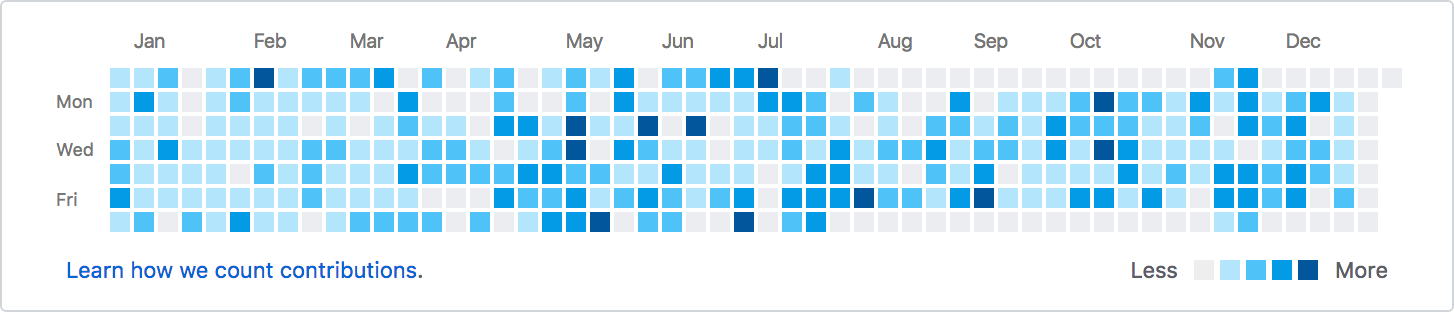 Jan Feb Mar Apr May Jun Jul Aug Sep Oct Nov Dec
Mon
Wed
Fri
Learn how we count contributions. Less More